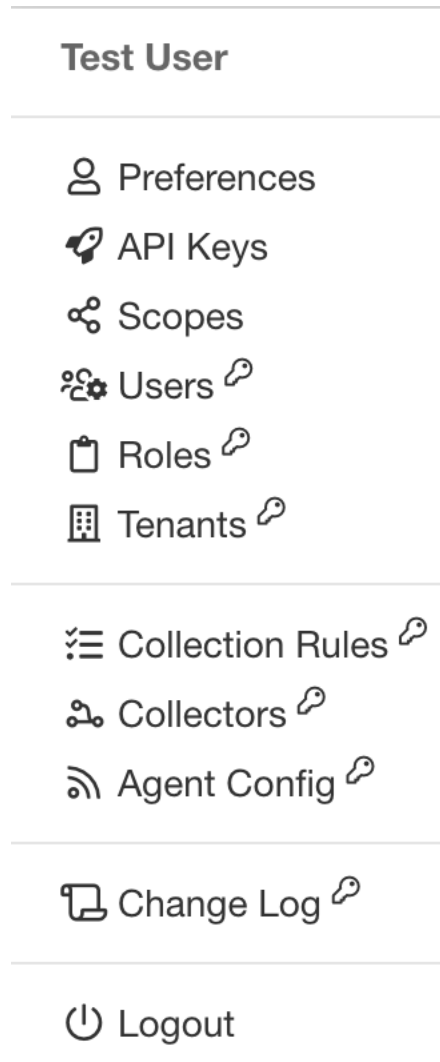 Test User
Preferences
API Keys
Scopes
Users
Roles
Tenants
Collection Rules
Collectors
Agent Config
Change Log
Logout